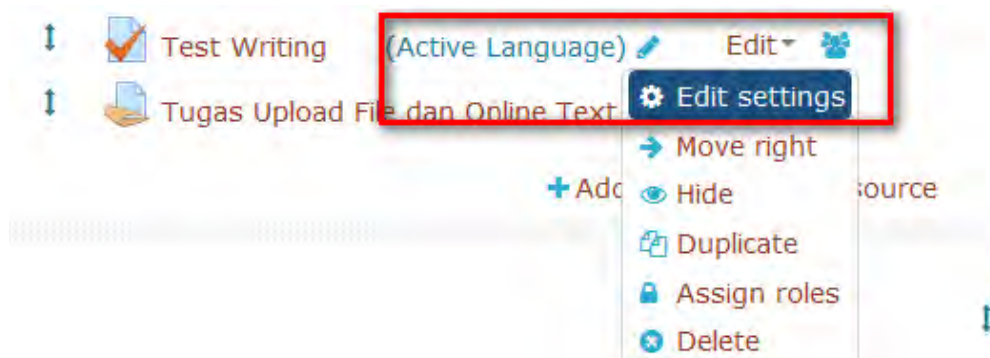 Test Writing (Active Language) Edit
Tugas Upload File dan Online Text
Edit settings
Move right
Hide
Duplicate
Assign roles
Delete